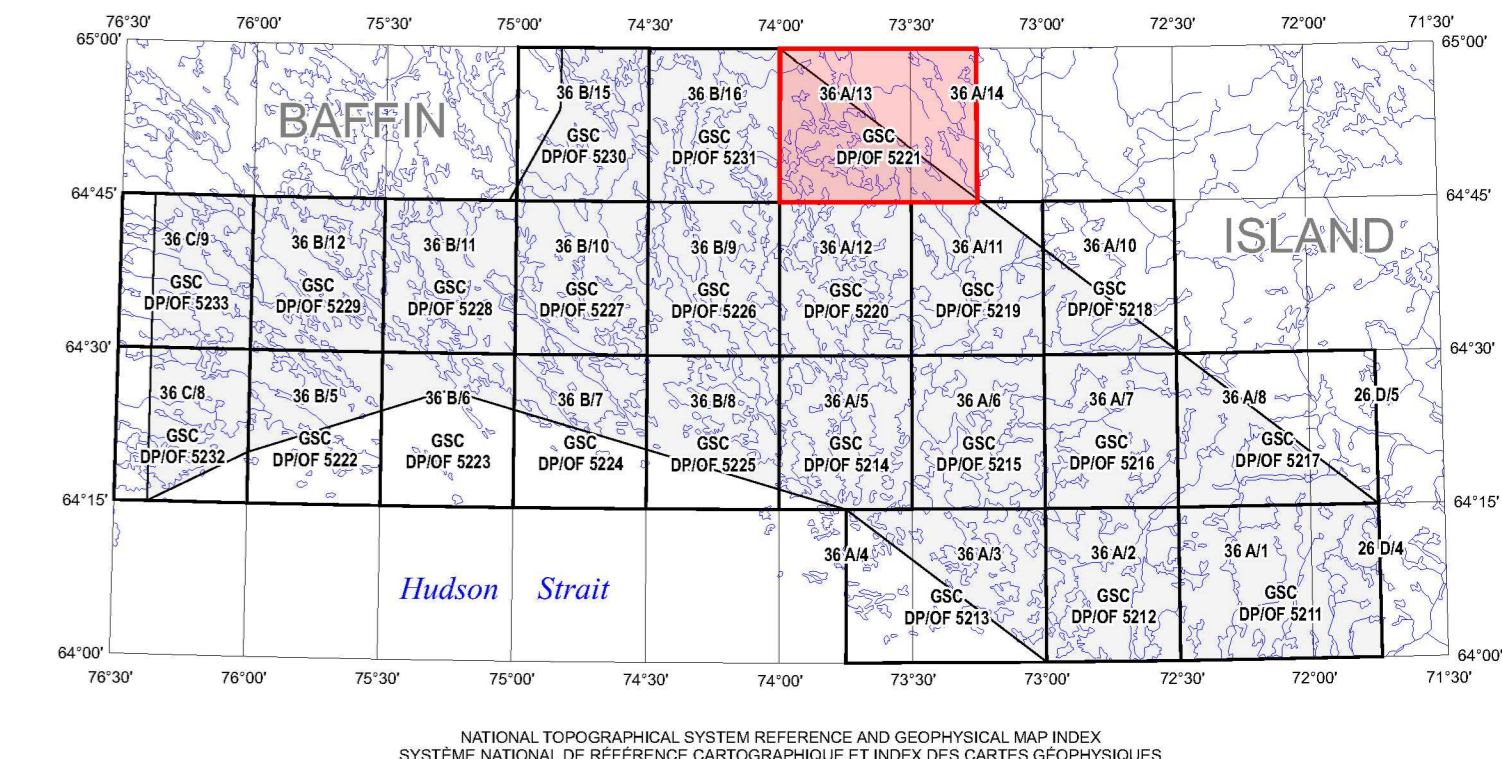 76°30' 76°00' 75°30' 75°00' 74°30' 74°00' 73°30' 73°00' 72°30' 72°00' 71°30'
65°00' 65°00'
BAFFIN
36 B/15 36 B/16 36 A/13 36 A/14
GSC GSC GSC
DP/OF 5230 DP/OF 5231 DP/OF 5221
64°45' 64°45'
ISLAND
36 C/9 36 B/12 36 B/11 36 B/10 36 B/9 36 A/12 36 A/11 36 A/10
GSC GSC GSC GSC GSC GSC GSC GSC
DP/OF 5233 DP/OF 5229 DP/OF 5228 DP/OF 5227 DP/OF 5226 DP/OF 5220 DP/OF 5219 DP/OF 5218
64°30' 64°30'
36 C/8 36 B/5 36 B/6 36 B/7 36 B/8 36 A/5 36 A/6 36 A/7 36 A/8 26 D/5
GSC GSC GSC GSC GSC GSC GSC GSC GSC
DP/OF 5232 DP/OF 5222 DP/OF 5223 DP/OF 5224 DP/OF 5225 DP/OF 5214 DP/OF 5215 DP/OF 5216 DP/OF 5217
64°15' 64°15'
36 A/4 36 A/3 36 A/2 36 A/1 26 D/4
Hudson Strait
GSC GSC GSC
DP/OF 5213 DP/OF 5212 DP/OF 5211
64°00' 64°00'
76°30' 76°00' 75°30' 75°00' 74°30' 74°00' 73°30' 73°00' 72°30' 72°00' 71°30'
NATIONAL TOPOGRAPHICAL SYSTEM REFERENCE AND GEOPHYSICAL MAP INDEX
SYSTÈME NATIONAL DE RÉFÉRENCE CARTOGRAPHIQUE ET INDEX DES CARTES GÉOPHYSIQUES